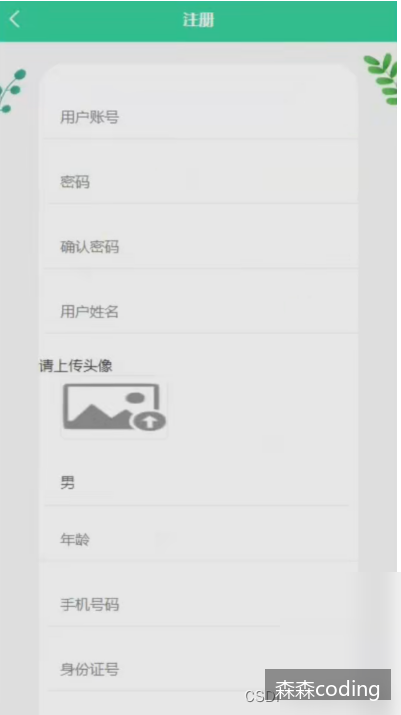 注册
用户账号
密码
确认密码
用户姓名
请上传头像
男
年龄
手机号码
身份证号
CSD
森森coding